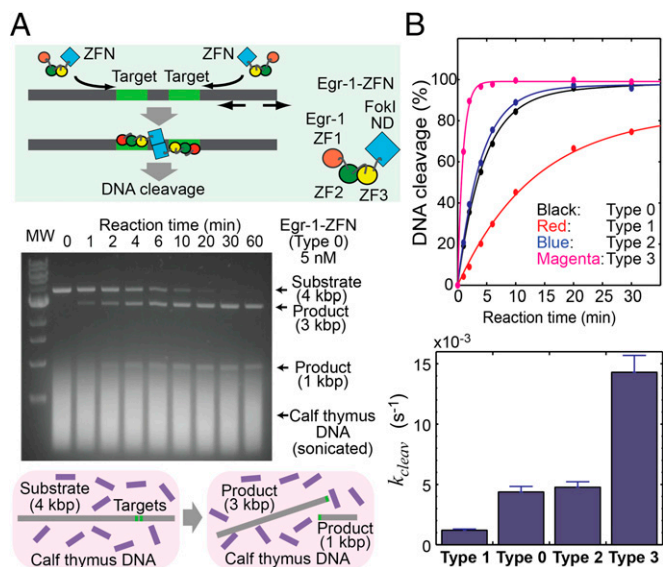 A
ZFN
ZFN
Target
Target
Egr-1-ZFN
FokI
ND
Egr-1
ZF1
ZF2
ZF3
DNA cleavage
Reaction time (min)
MW 0 1 2 4 6 10 20 30 60
Egr-1-ZFN
(Type 0)
5 nM
Substrate
(4 kbp)
Product
(3 kbp)
Product
(1 kbp)
Calf thymus
DNA
(sonicated)
Substrate
(4 kbp)
Targets
Calf thymus DNA
Product
(3 kbp)
Product
(1 kbp)
Calf thymus DNA
B
DNA cleavage (%)
100
80
60
40
20
0
Black: Type 0
Red: Type 1
Blue: Type 2
Magenta: Type 3
0 5 10 15 20 25 30
Reaction time (min)
x10-3
kcleav (s-1)
15
10
5
0
Type 1 Type 0 Type 2 Type 3